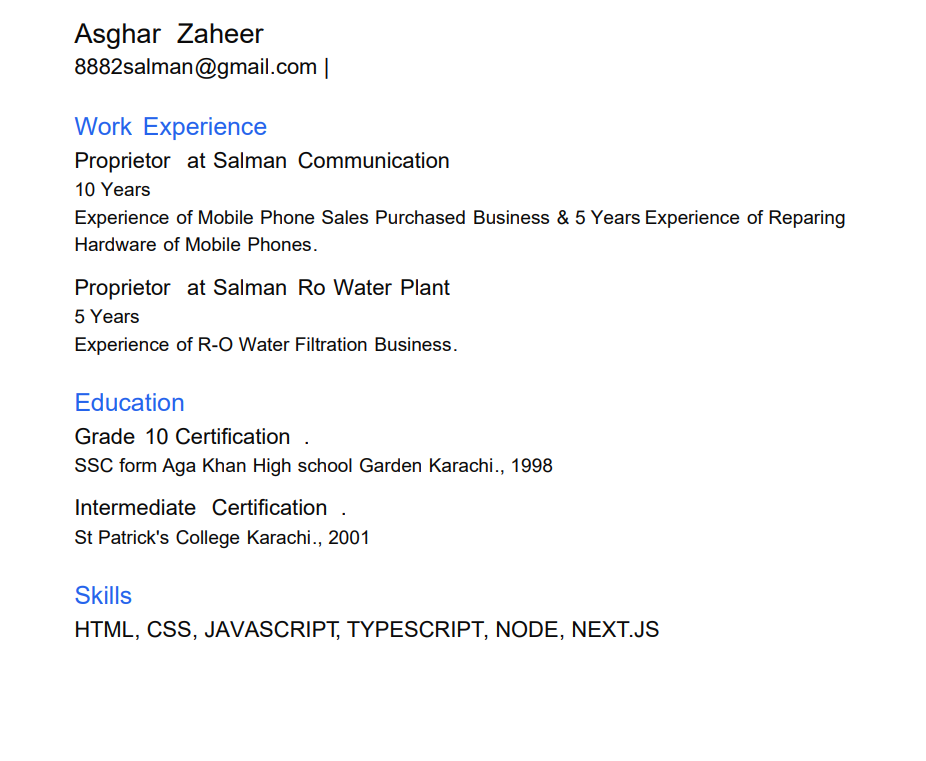 Asghar Zaheer
8882salman@gmail.com |
Work Experience
Proprietor at Salman Communication
10 Years
Experience of Mobile Phone Sales Purchased Business & 5 Years Experience of Reparing
Hardware of Mobile Phones.
Proprietor at Salman Ro Water Plant
5 Years
Experience of R-O Water Filtration Business.
Education
Grade 10 Certification .
SSC form Aga Khan High school Garden Karachi., 1998
Intermediate Certification .
St Patrick's College Karachi., 2001
Skills
HTML, CSS, JAVASCRIPT, TYPESCRIPT, NODE, NEXT.JS